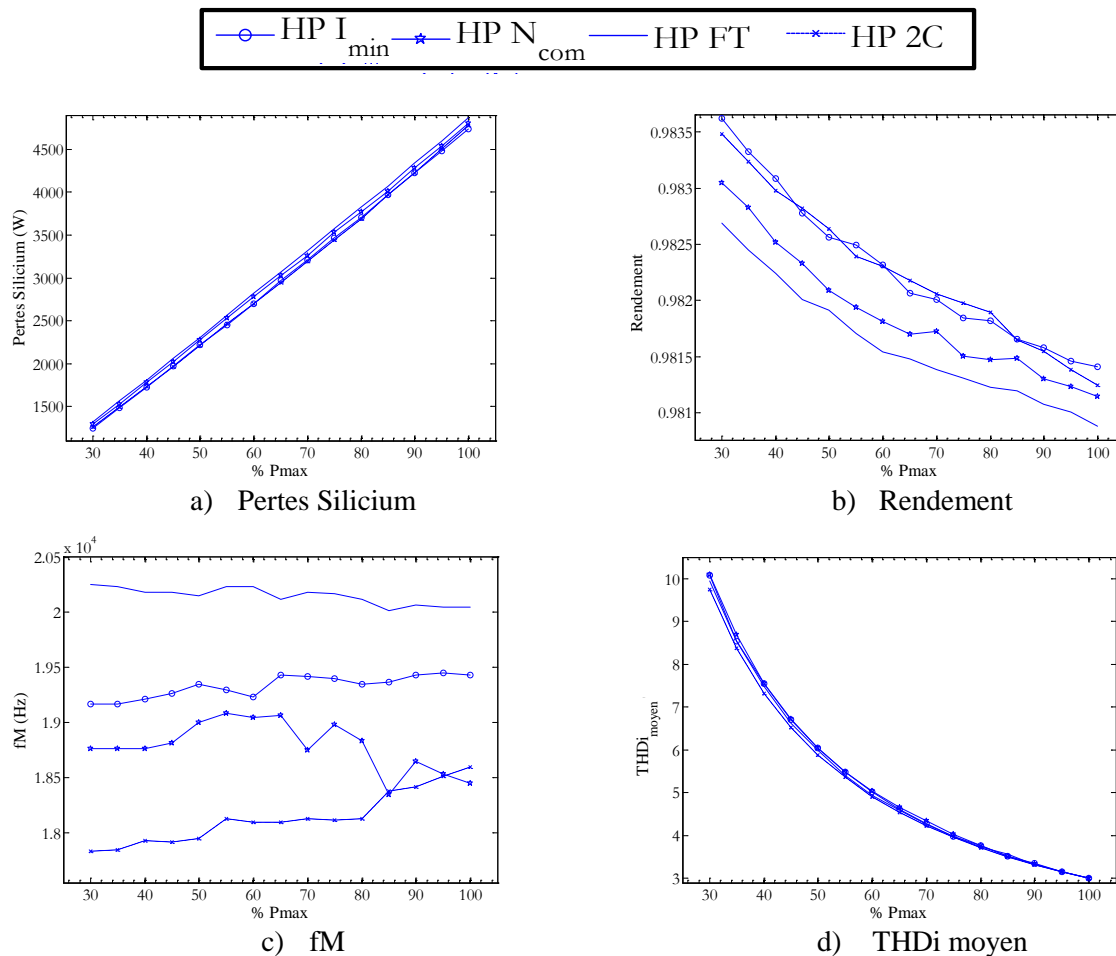 HP I_min HP N_com HP FT HP 2C
Pertes Silicium (W)
4500
4000
3500
3000
2500
2000
1500
30 40 50 60 70 80 90 100
% Pmax
a) Pertes Silicium
Rendement
0.9835
0.983
0.9825
0.982
0.9815
0.981
30 40 50 60 70 80 90 100
% Pmax
b) Rendement
x 10^4
fM (Hz)
2.05
2
1.95
1.9
1.85
1.8
30 40 50 60 70 80 90 100
% Pmax
c) fM
THDi_moyen
10
9
8
7
6
5
4
3
30 40 50 60 70 80 90 100
% Pmax
d) THDi moyen